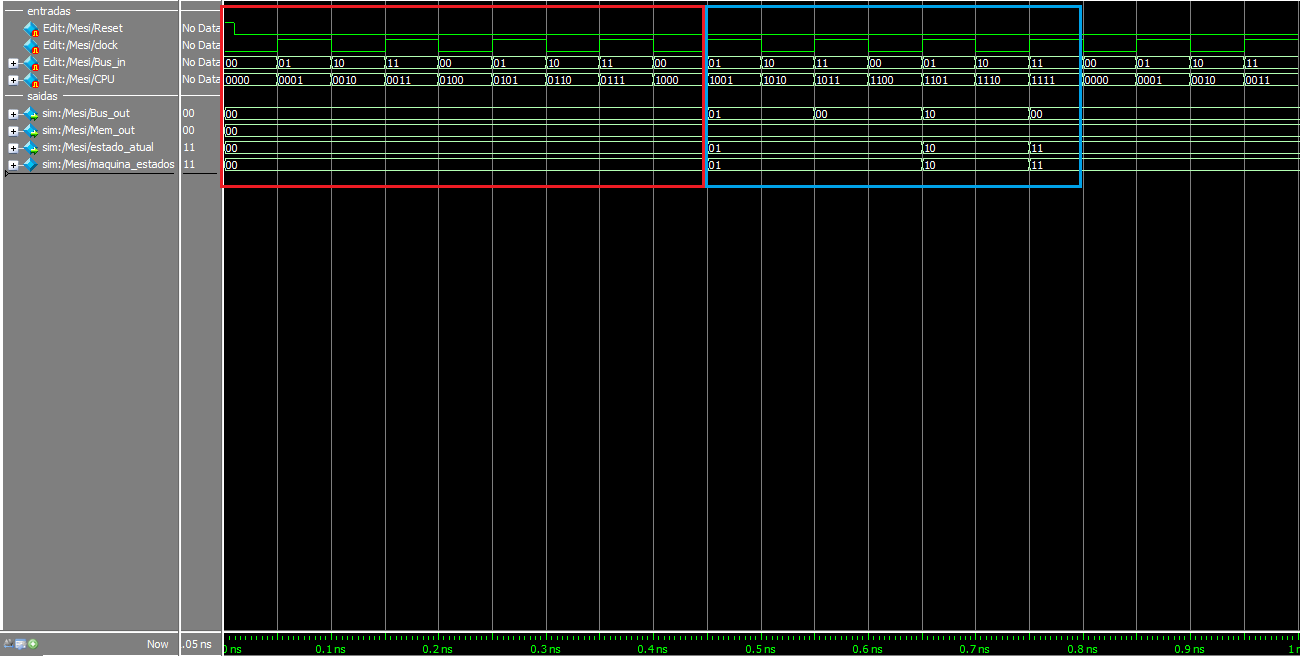 entradas
Edit:/Mesi/Reset No Data
Edit:/Mesi/clock No Data
Edit:/Mesi/Bus_in No Data 00 01 10 11 00 01 10 11 00 01 10 11 00 01 10 11 00 01 10 11
Edit:/Mesi/CPU No Data 0000 0001 0010 0011 0100 0101 0110 0111 1000 1001 1010 1011 1100 1101 1110 1111 0000 0001 0010 0011
saidas
sim:/Mesi/Bus_out 00 00 01 00 10 00
sim:/Mesi/Mem_out 00 00
sim:/Mesi/estado_atual 11 00 01 10 11
sim:/Mesi/maquina_estados 11 00 01 10 11
Now .05 ns ns 0.1 ns 0.2 ns 0.3 ns 0.4 ns 0.5 ns 0.6 ns 0.7 ns 0.8 ns 0.9 ns 1